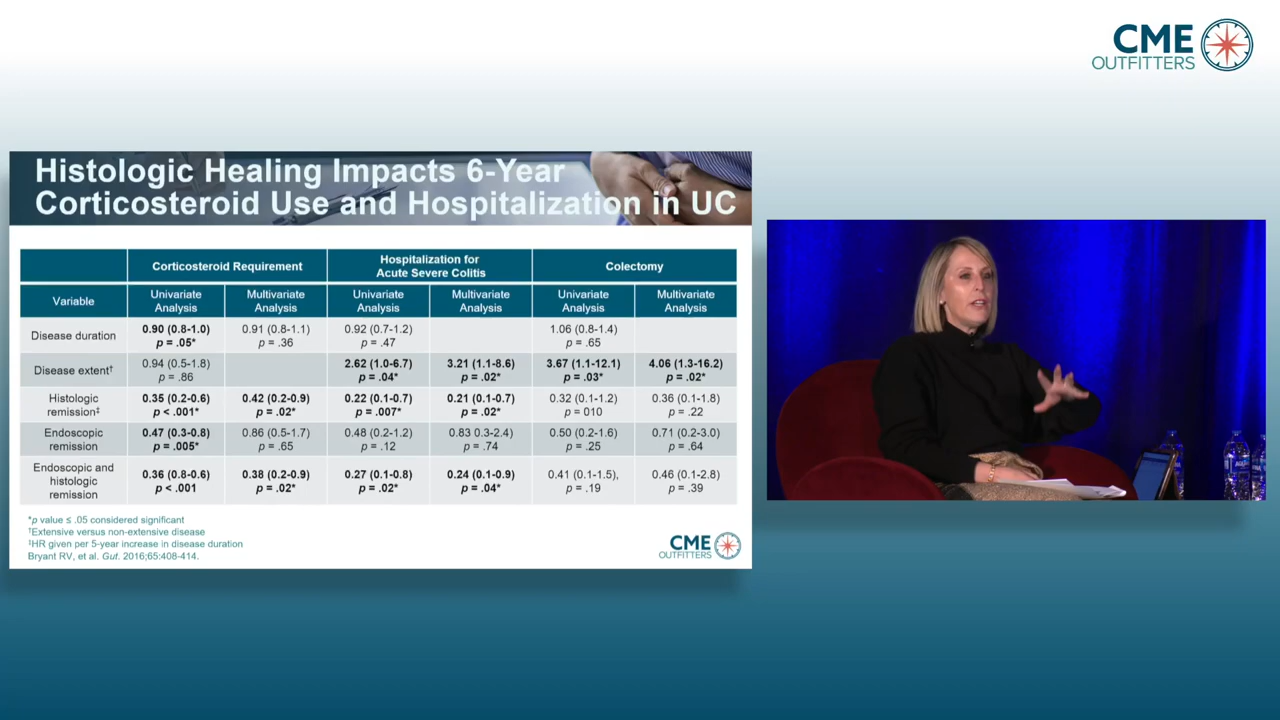 CME
OUTFITTERS
Histologic Healing Impacts 6-Year
Corticosteroid Use and Hospitalization in UC
Corticosteroid Requirement
Hospitalization for
Acute Severe Colitis
Colectomy
Variable
Univariate
Analysis
Multivariate
Analysis
Univariate
Analysis
Multivariate
Analysis
Univariate
Analysis
Multivariate
Analysis
Disease duration
0.90 (0.8-1.0)
p = .05*
0.91 (0.8-1.1)
p = .36
0.92 (0.7-1.2)
p = .47
1.06 (0.8-1.4)
p = .65
Disease extent†
0.94 (0.5-1.8)
p = .86
2.62 (1.0-6.7)
p = .04*
3.21 (1.1-8.6)
p = .02*
3.67 (1.1-12.1)
p = .03*
4.06 (1.3-16.2)
p = .02*
Histologic
remission‡
0.35 (0.2-0.6)
p < .001*
0.42 (0.2-0.9)
p = .02*
0.22 (0.1-0.7)
p = .007*
0.21 (0.1-0.7)
p = .02*
0.32 (0.1-1.2)
p = 010
0.36 (0.1-1.8)
p = .22
Endoscopic
remission
0.47 (0.3-0.8)
p = .005*
0.86 (0.5-1.7)
p = .65
0.48 (0.2-1.2)
p = .12
0.83 0.3-2.4)
p = .74
0.50 (0.2-1.6)
p = .25
0.71 (0.2-3.0)
p = .64
Endoscopic and
histologic
remission
0.36 (0.8-0.6)
p < .001
0.38 (0.2-0.9)
p = .02*
0.27 (0.1-0.8)
p = .02*
0.24 (0.1-0.9)
p = .04*
0.41 (0.1-1.5),
p = .19
0.46 (0.1-2.8)
p = .39
*p value ≤ .05 considered significant
†Extensive versus non-extensive disease
‡HR given per 5-year increase in disease duration
Bryant RV, et al. Gut. 2016;65:408-414.
CME
OUTFITTERS